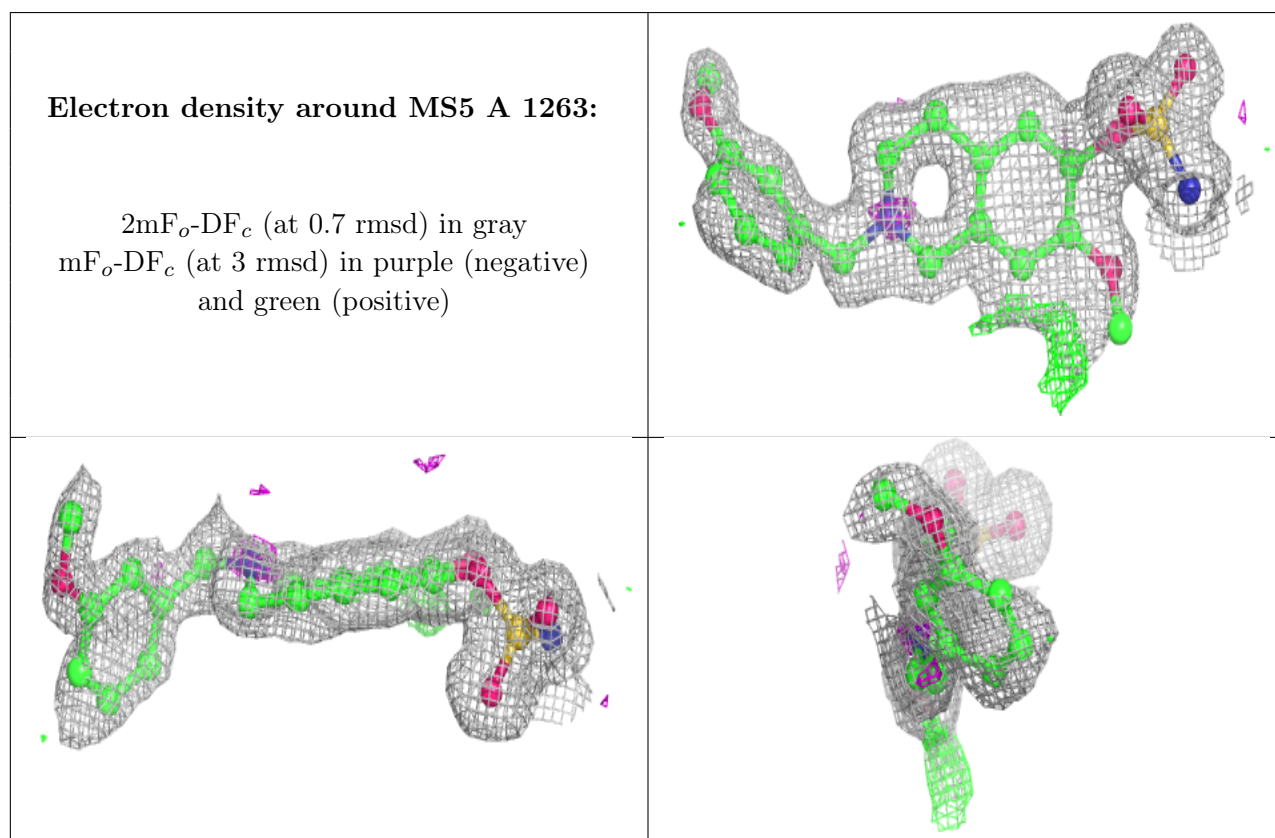 Electron density around MS5 A 1263:
2mFₒ-DF𝒸 (at 0.7 rmsd) in gray
mFₒ-DF𝒸 (at 3 rmsd) in purple (negative)
and green (positive)